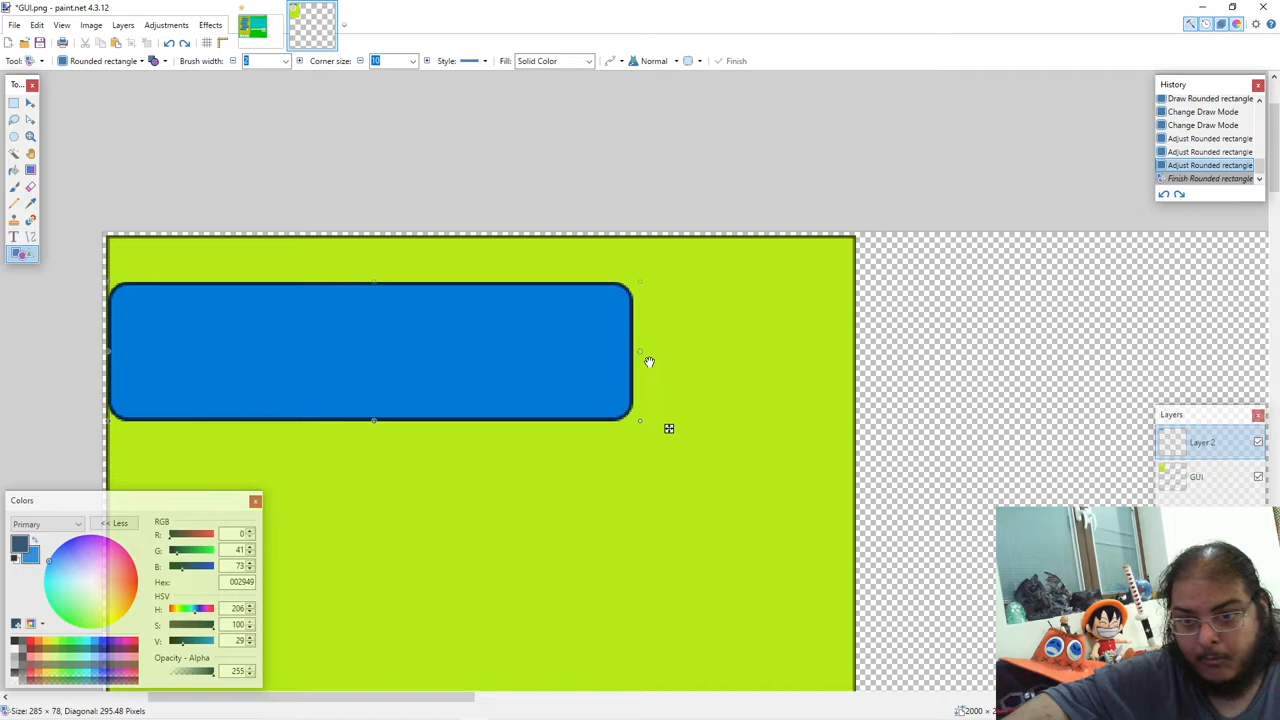 *GUI.png - paint.net 4.3.12
File Edit View Image Layers Adjustments Effects
Tool: Rounded rectangle Brush width: 2 Corner size: 10 Style: Fill: Solid Color Normal Finish
To...
History
Draw Rounded rectangle
Change Draw Mode
Change Draw Mode
Adjust Rounded rectangle
Adjust Rounded rectangle
Adjust Rounded rectangle
Finish Rounded rectangle
Layers
Layer 2
GUI
Colors
Primary << Less
RGB
R: 0
G: 41
B: 73
Hex: 002949
HSV
H: 206
S: 100
V: 29
Opacity - Alpha
255
Size: 285 × 78, Diagonal: 295.48 Pixels
2000 ×